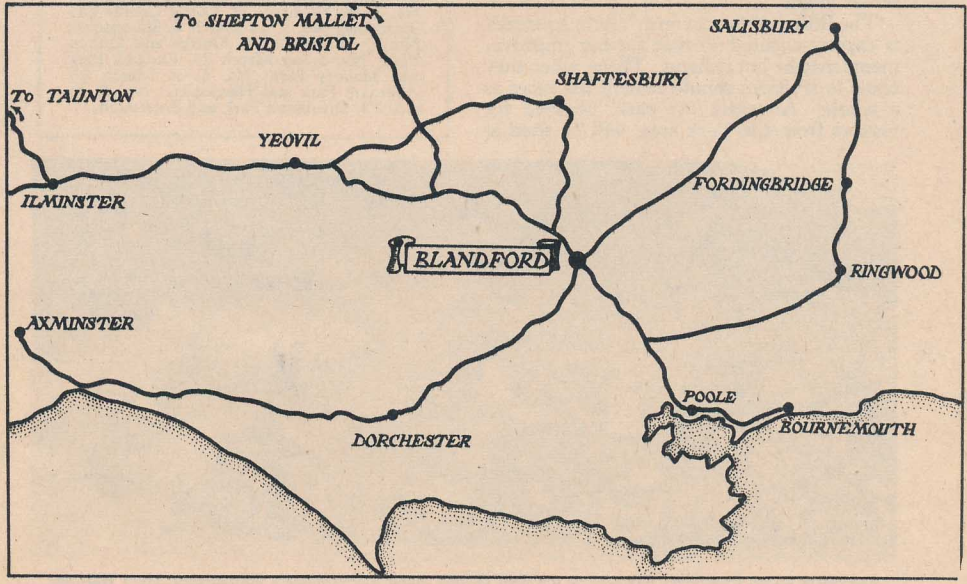 To SHEPTON MALLET
AND BRISTOL
SALISBURY
To TAUNTON
SHAFTESBURY
YEOVIL
FORDINGBRIDGE
ILMINSTER
BLANDFORD
RINGWOOD
AXMINSTER
POOLE
BOURNEMOUTH
DORCHESTER